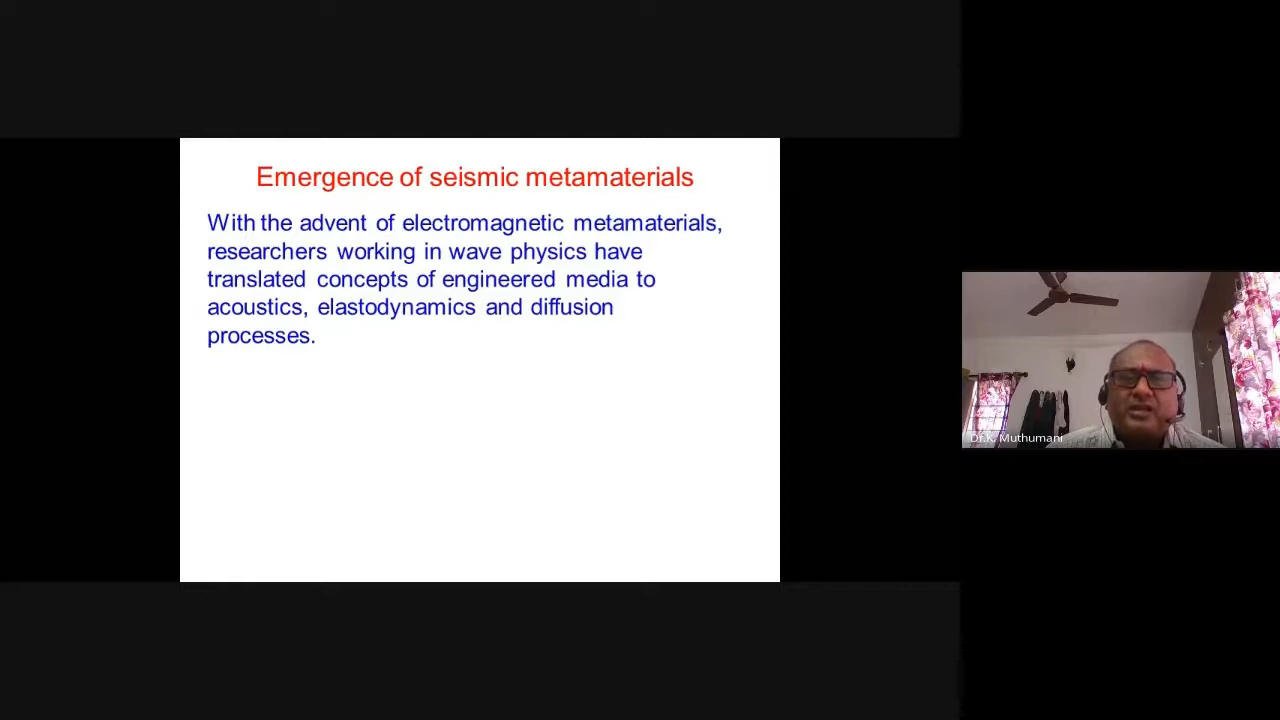 Emergence of seismic metamaterials
With the advent of electromagnetic metamaterials,
researchers working in wave physics have
translated concepts of engineered media to
acoustics, elastodynamics and diffusion
processes.
Dr.K. Muthumani